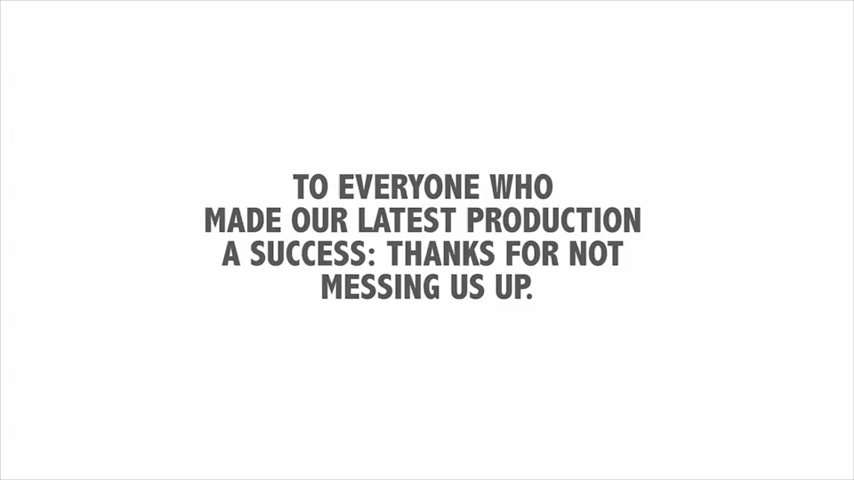 TO EVERYONE WHO
MADE OUR LATEST PRODUCTION
A SUCCESS: THANKS FOR NOT
MESSING US UP.